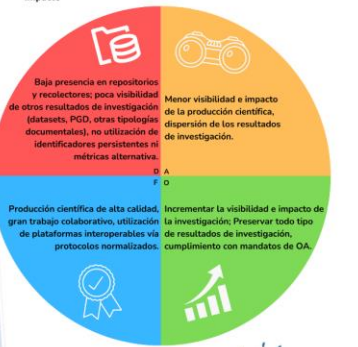 Baja presencia en repositorios
y recolectores; poca visibilidad
de otros resultados de investigación
(datasets, PGD, otras tipologías
documentales), no utilización de
identificadores persistentes ni
métricas alternativa.
Menor visibilidad e impacto
de la producción científica,
dispersión de los resultados
de investigación.
D A
F O
Producción científica de alta calidad,
gran trabajo colaborativo, utilización
de plataformas interoperables vía
protocolos normalizados.
Incrementar la visibilidad e impacto de
la investigación; Preservar todo tipo
de resultados de investigación,
cumplimiento con mandatos de OA.